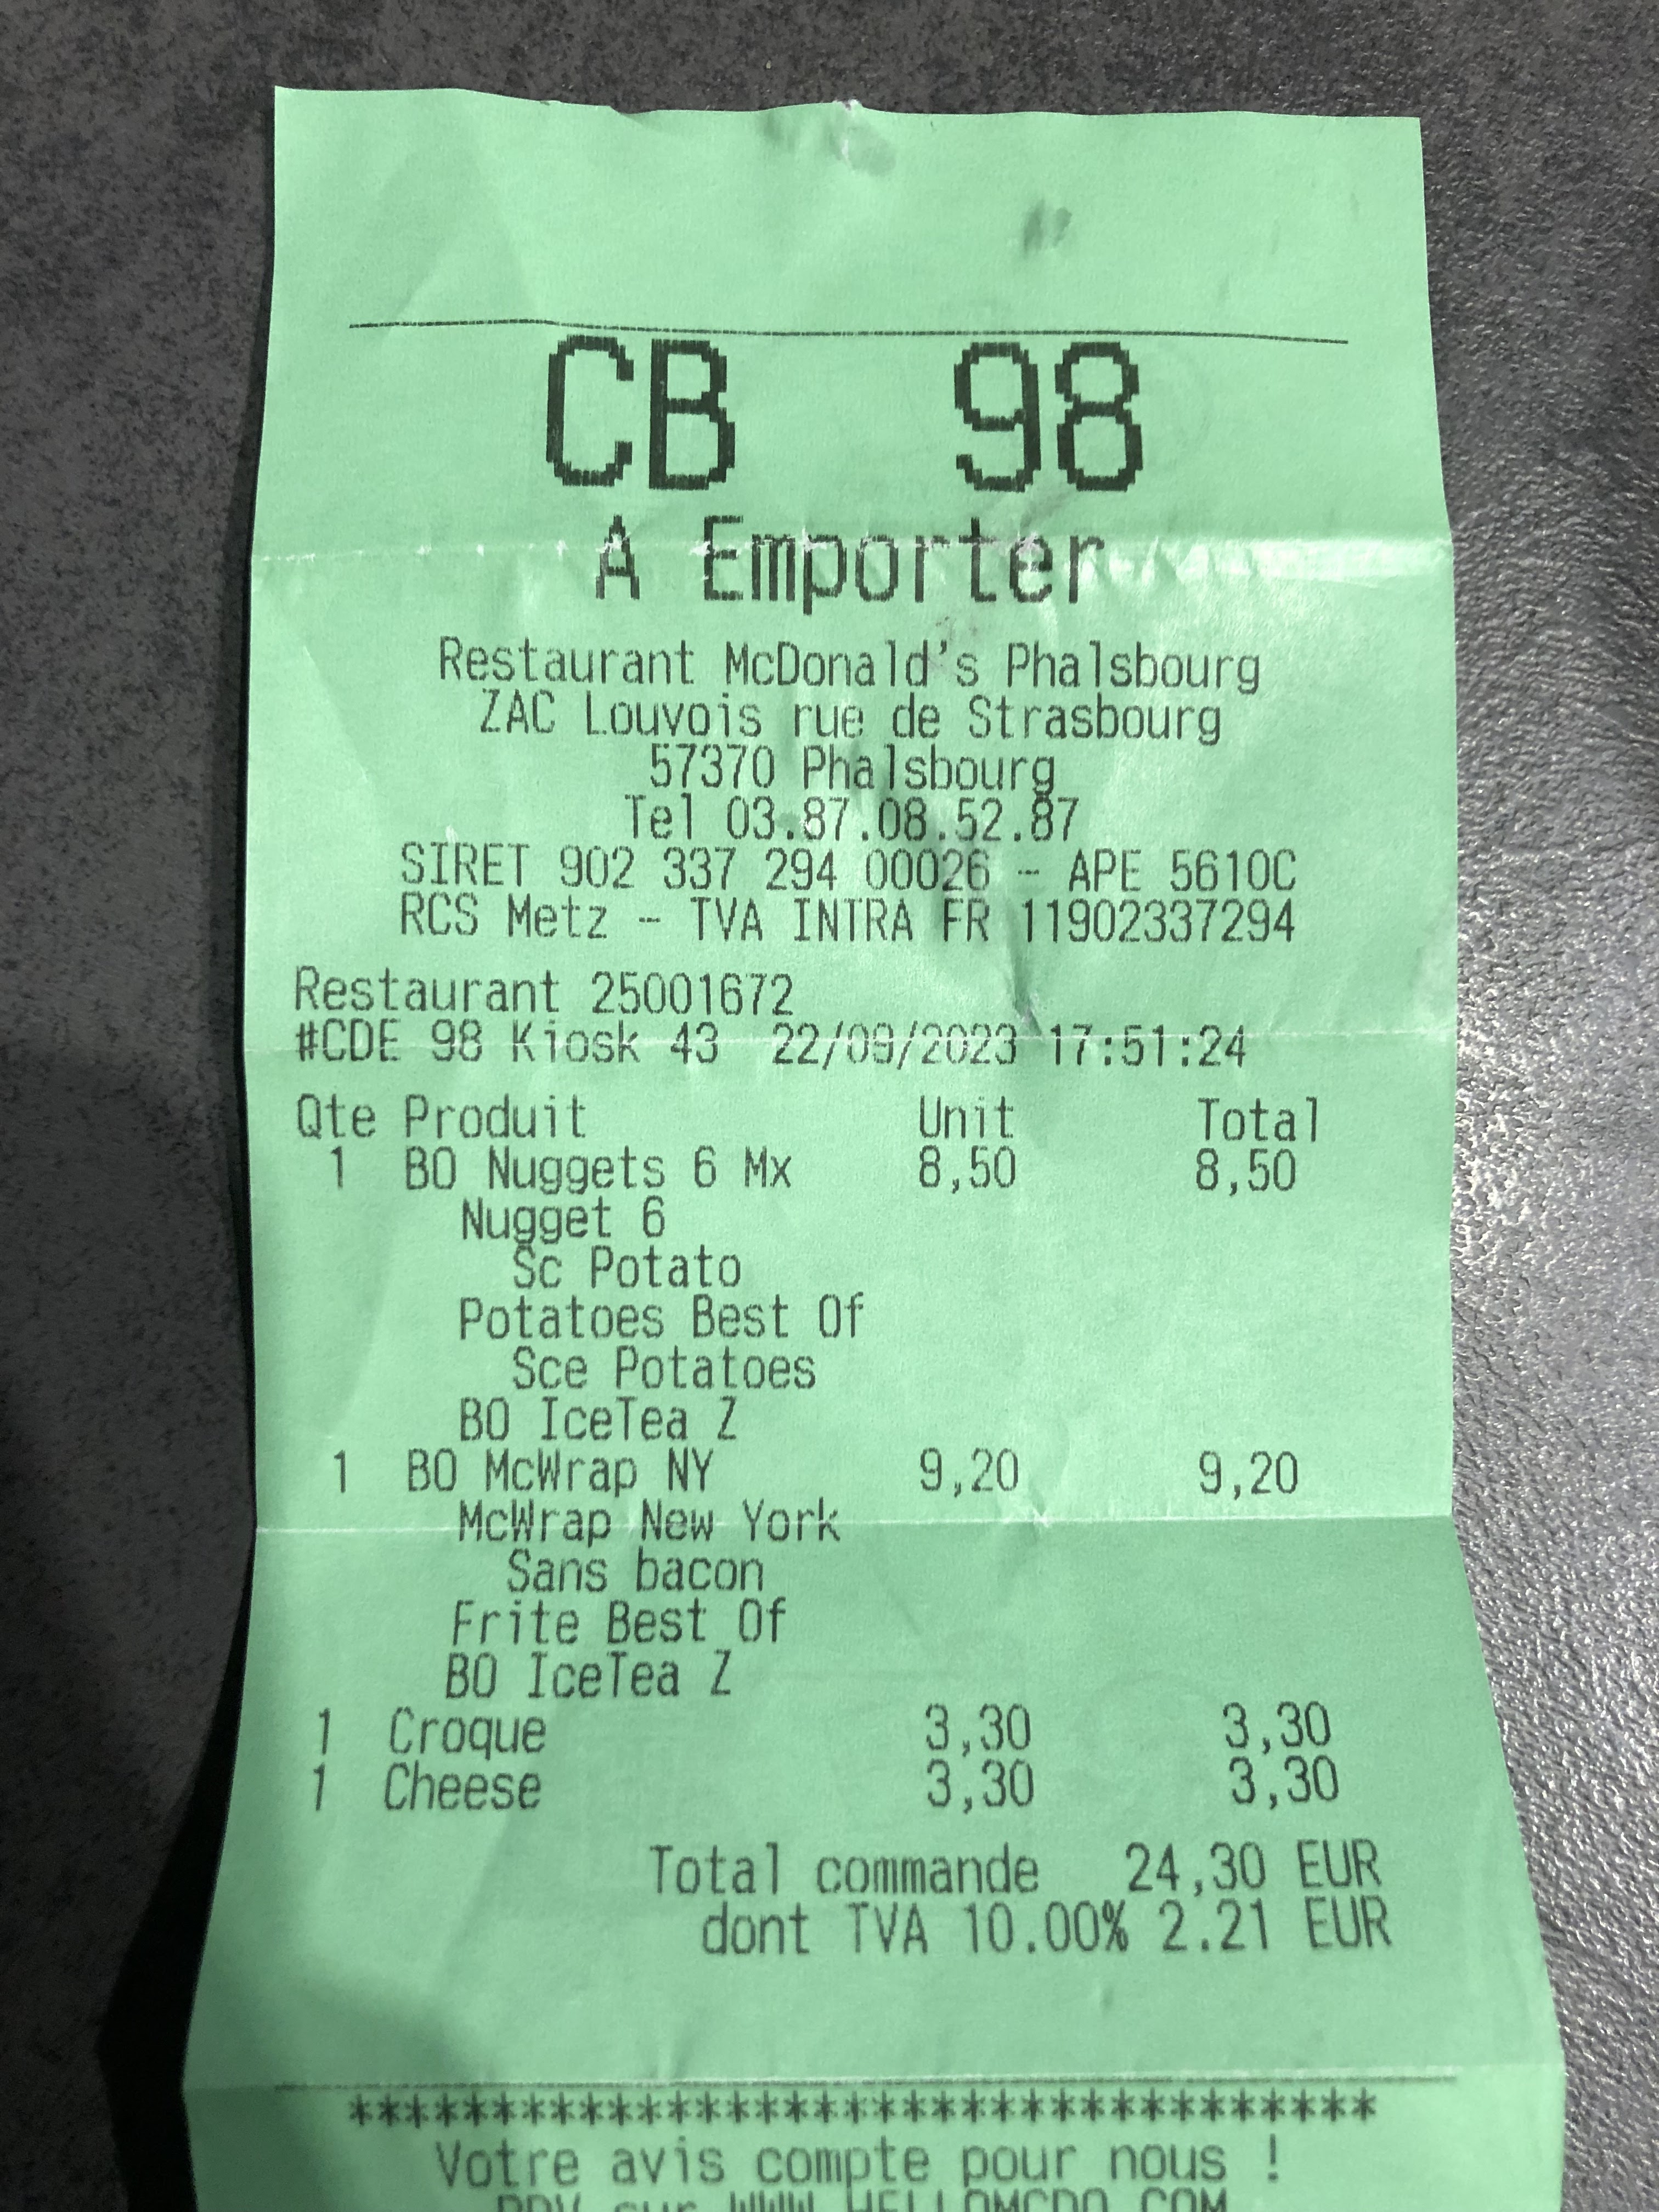 CB 98
A Emporter
Restaurant McDonald's Phalsbourg
ZAC Louvois rue de Strasbourg
57370 Phalsbourg
Tel 03.87.08.52.87
SIRET 902 337 294 00026 - APE 5610C
RCS Metz - TVA INTRA FR 11902337294
Restaurant 25001672
#CDE 98 Kiosk 43 22/09/2023 17:51:24
Qte Produit Unit Total
1 BO Nuggets 6 Mx 8,50 8,50
Nugget 6
Sc Potato
Potatoes Best Of
Sce Potatoes
BO IceTea Z
1 BO McWrap NY 9,20 9,20
McWrap New York
Sans bacon
Frite Best Of
BO IceTea Z
1 Croque 3,30 3,30
1 Cheese 3,30 3,30
Total commande 24,30 EUR
dont TVA 10.00% 2.21 EUR
************************************
Votre avis compte pour nous !
RDV sur WWW.HELLOMCDO.COM